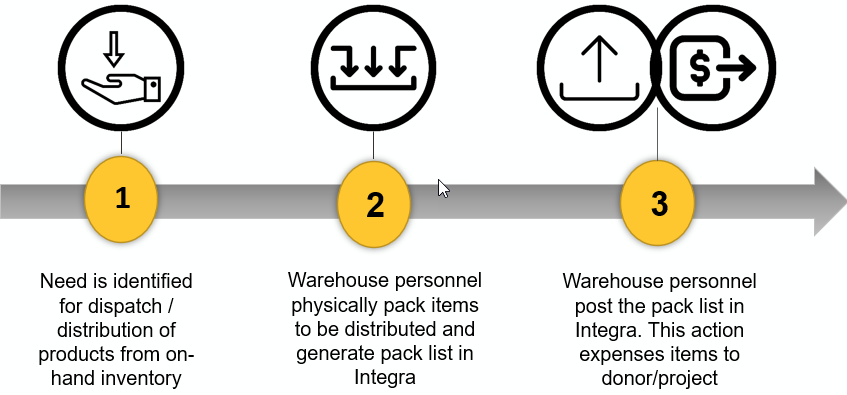 $
1
2
3
Need is identified
for dispatch /
distribution of
products from on-
hand inventory
Warehouse personnel
physically pack items
to be distributed and
generate pack list in
Integra
Warehouse personnel
post the pack list in
Integra. This action
expenses items to
donor/project